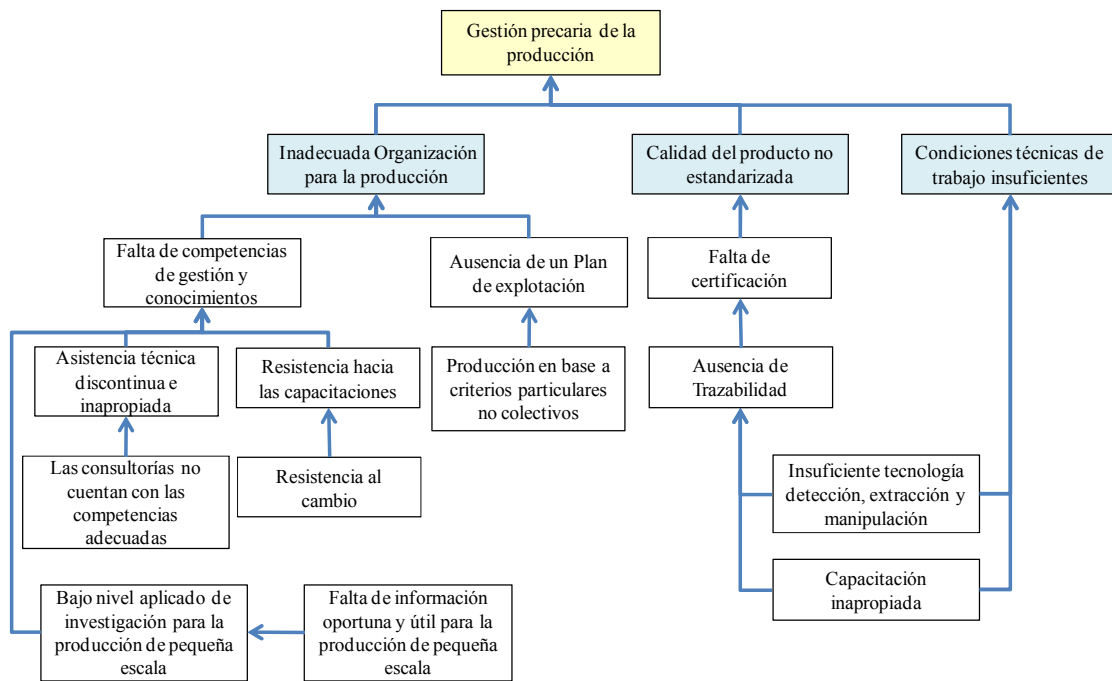 Gestión precaria de la
producción
Inadecuada Organización
para la producción
Calidad del producto no
estandarizada
Condiciones técnicas de
trabajo insuficientes
Falta de competencias
de gestión y
conocimientos
Ausencia de un Plan
de explotación
Falta de
certificación
Asistencia técnica
discontinua e
inapropiada
Resistencia hacia
las capacitaciones
Producción en base a
criterios particulares
no colectivos
Ausencia de
Trazabilidad
Las consultorías no
cuentan con las
competencias
adecuadas
Resistencia al
cambio
Insuficiente tecnología
detección, extracción y
manipulación
Capacitación
inapropiada
Bajo nivel aplicado de
investigación para la
producción de pequeña
escala
Falta de información
oportuna y útil para la
producción de pequeña
escala